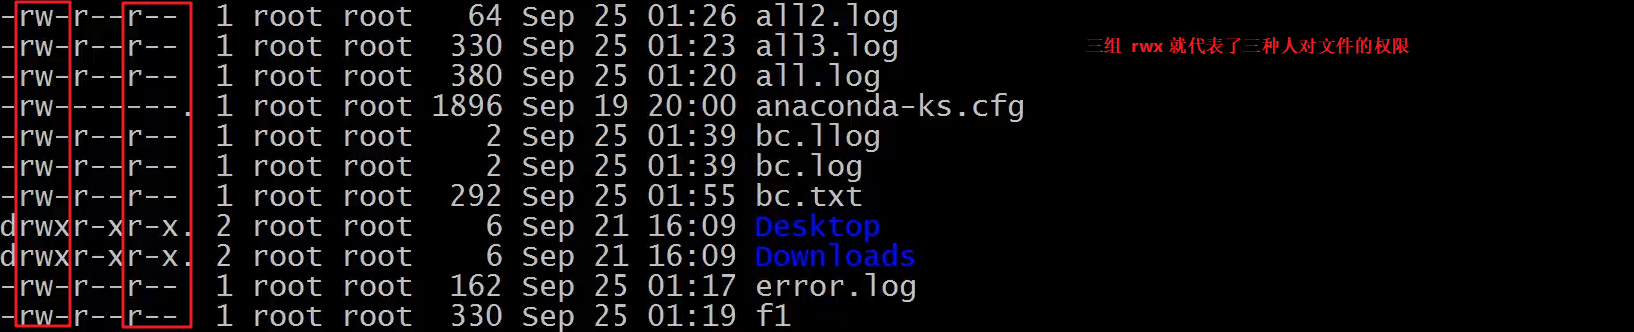 -rw-r--r-- 1 root root 64 Sep 25 01:26 all2.log
-rw-r--r-- 1 root root 330 Sep 25 01:23 all3.log
三组 rwx 就代表了三种人对文件的权限
-rw-r--r-- 1 root root 380 Sep 25 01:20 all.log
-rw-------. 1 root root 1896 Sep 19 20:00 anaconda-ks.cfg
-rw-r--r-- 1 root root 2 Sep 25 01:39 bc.llog
-rw-r--r-- 1 root root 2 Sep 25 01:39 bc.log
-rw-r--r-- 1 root root 292 Sep 25 01:55 bc.txt
drwxr-xr-x. 2 root root 6 Sep 21 16:09 Desktop
drwxr-xr-x. 2 root root 6 Sep 21 16:09 Downloads
-rw-r--r-- 1 root root 162 Sep 25 01:17 error.log
-rw-r--r-- 1 root root 330 Sep 25 01:19 f1